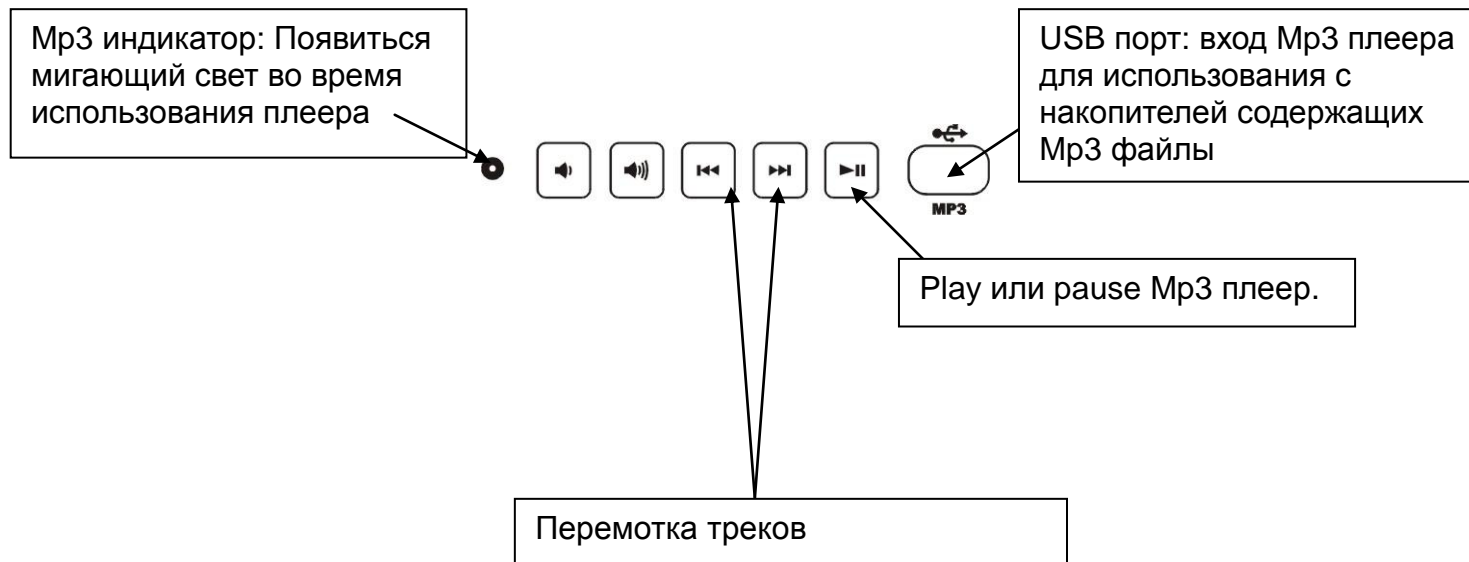 Mp3 индикатор: Появиться
мигающий свет во время
использования плеера
USB порт: вход Mp3 плеера
для использования с
накопителей содержащих
Mp3 файлы
MP3
Play или pause Mp3 плеер.
Перемотка треков